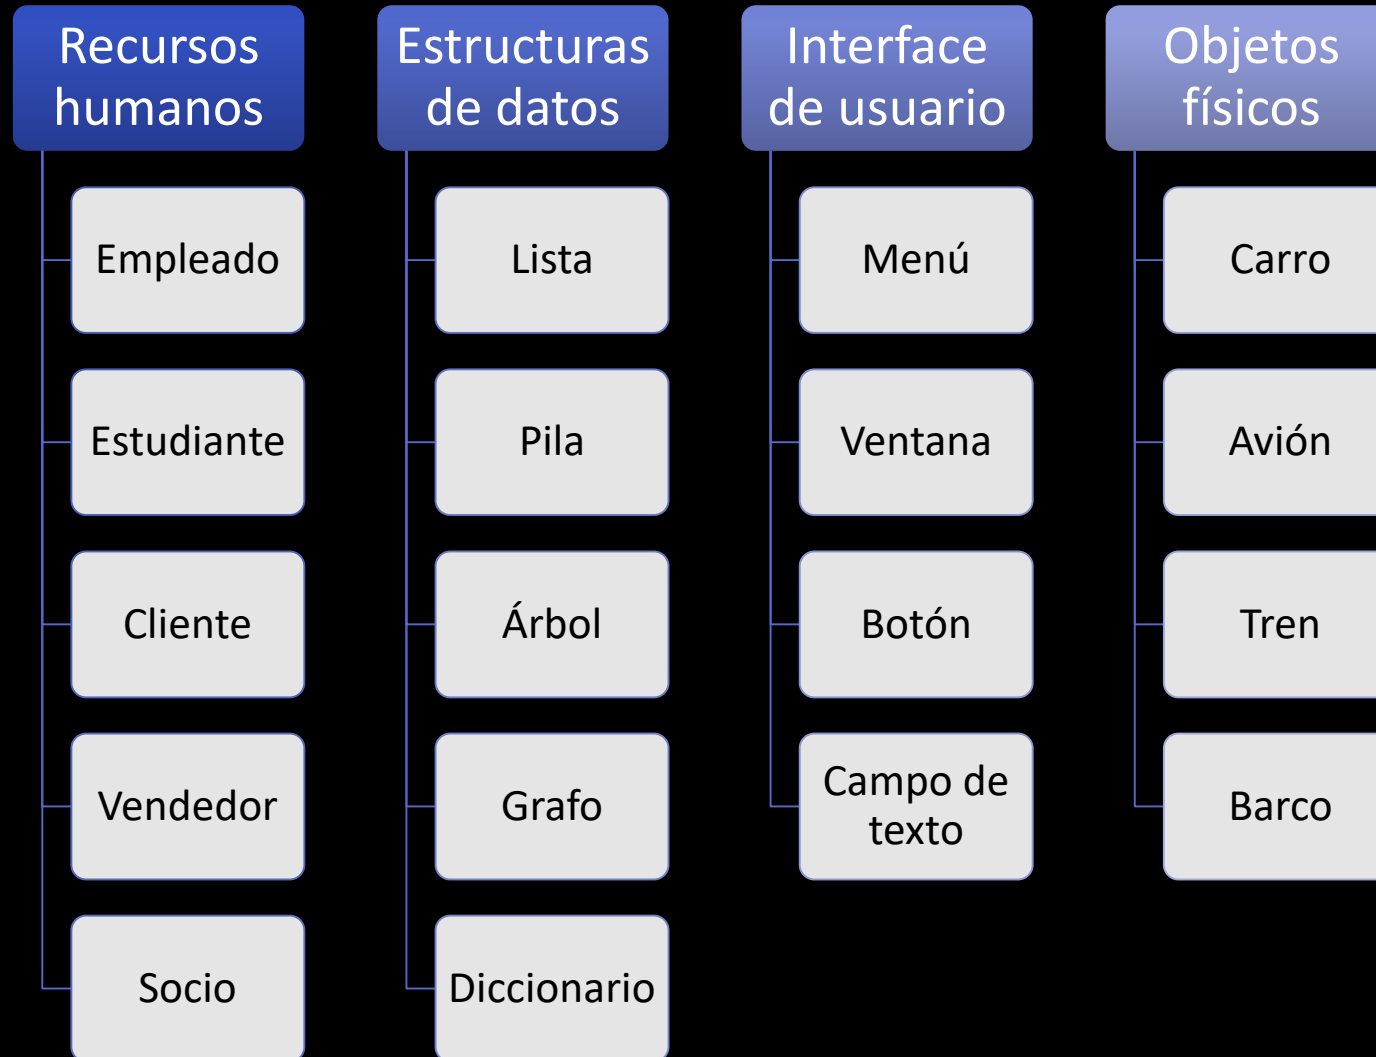 Recursos
humanos
Empleado
Estudiante
Cliente
Vendedor
Socio
Estructuras
de datos
Lista
Pila
Árbol
Grafo
Diccionario
Interface
de usuario
Menú
Ventana
Botón
Campo de
texto
Objetos
físicos
Carro
Avión
Tren
Barco